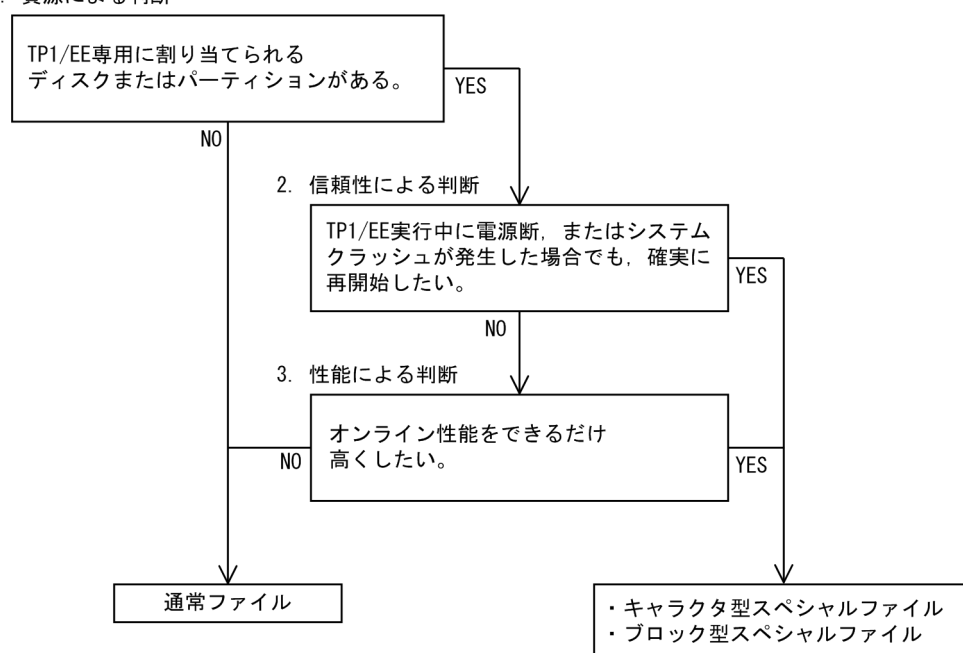 資源による判断
TP1/EE専用に割り当てられる
ディスクまたはパーティションがある。
YES
NO
2. 信頼性による判断
TP1/EE実行中に電源断，またはシステム
クラッシュが発生した場合でも，確実に
再開始したい。
YES
NO
3. 性能による判断
オンライン性能をできるだけ
高くしたい。
NO
YES
通常ファイル
・キャラクタ型スペシャルファイル
・ブロック型スペシャルファイル